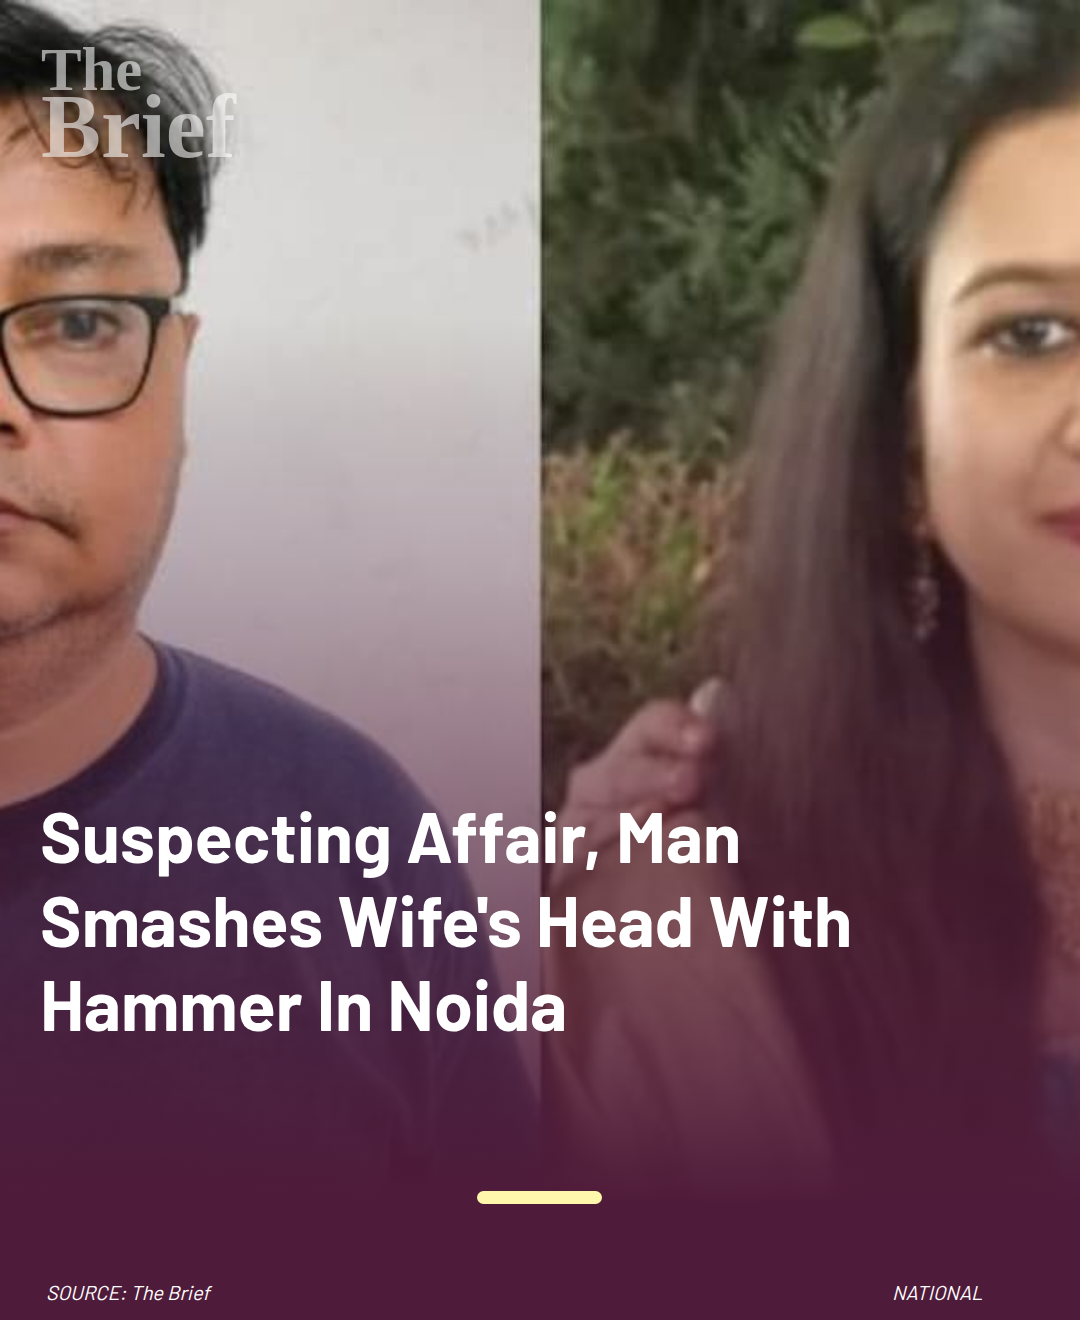 The
Brief
Suspecting Affair, Man
Smashes Wife's Head With
Hammer In Noida
SOURCE: The Brief
NATIONAL